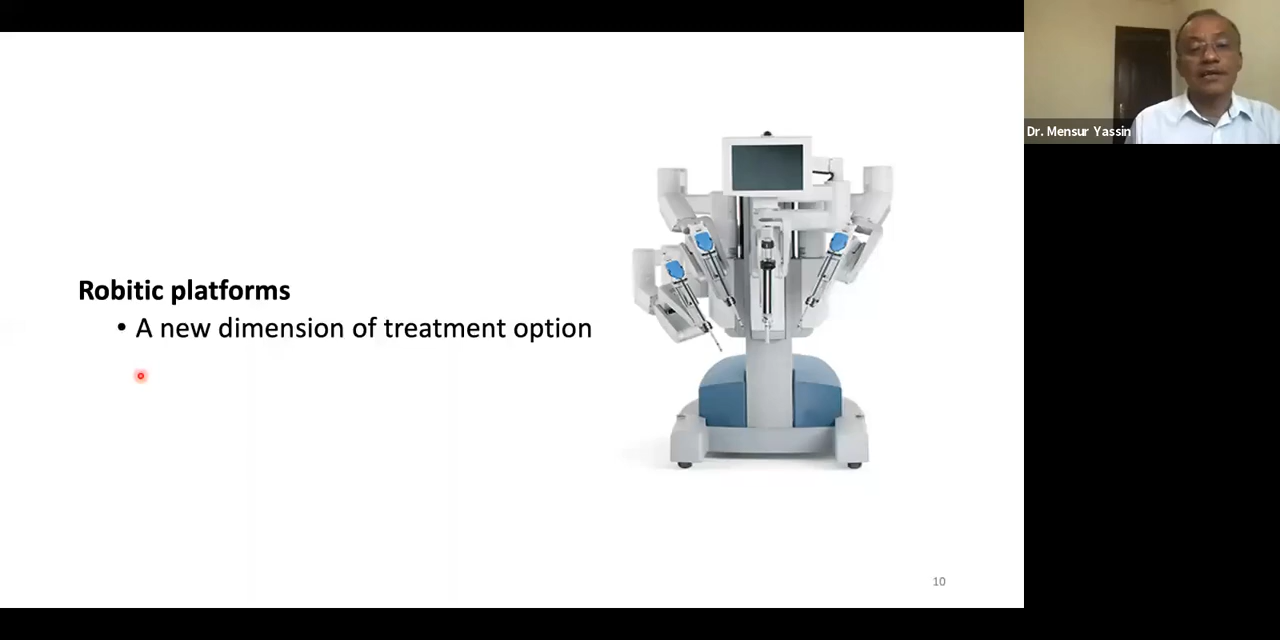 Dr. Mensur Yassin
Robitic platforms
• A new dimension of treatment option
10